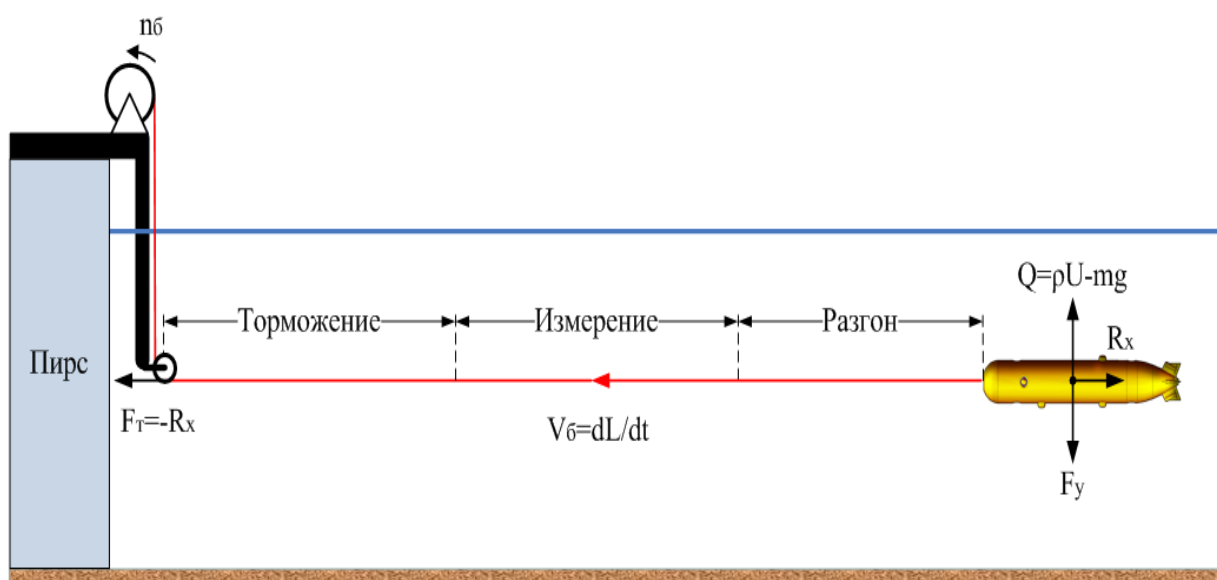 nб
Q=ρU-mg
Торможение
Измерение
Разгон
Rx
Пирс
Fт=-Rx
Vб=dL/dt
Fy